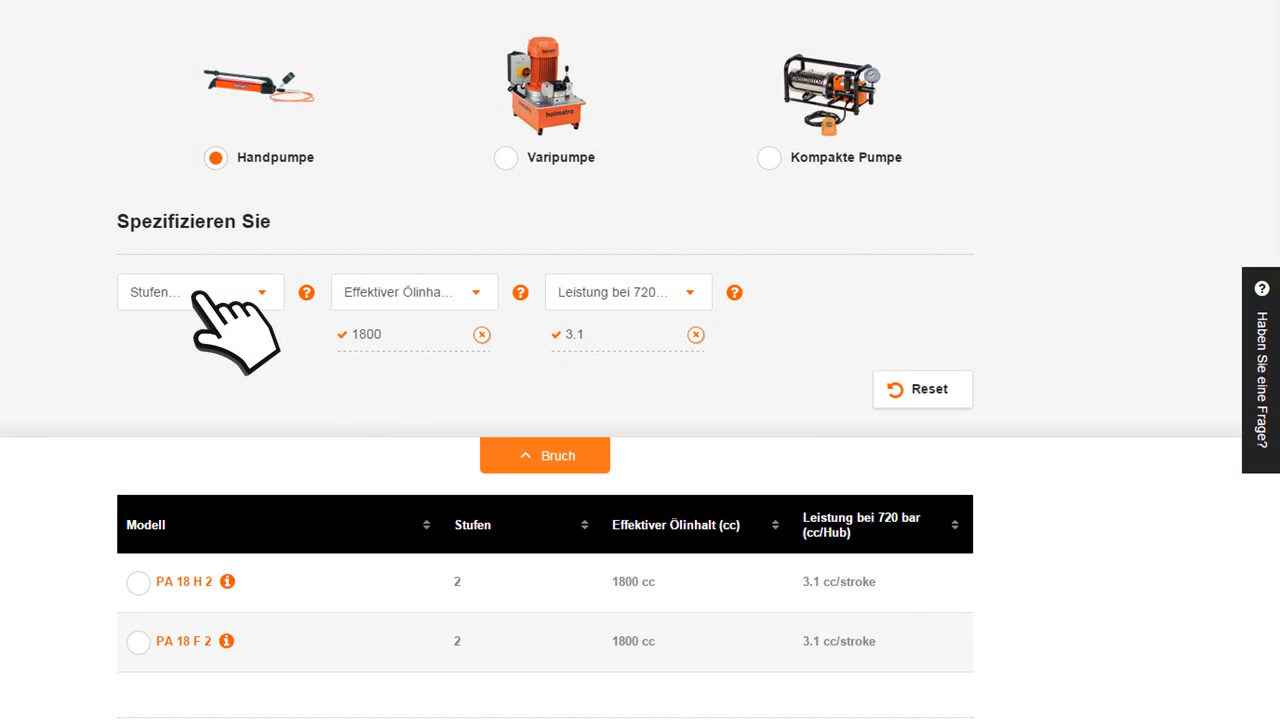 holmatro
Handpumpe
Varipumpe
Kompakte Pumpe
Spezifizieren Sie
Stufen...
Effektiver Ölinha...
Leistung bei 720...
1800
3.1
Reset
Haben Sie eine Frage?
Bruch
Modell
Stufen
Effektiver Ölinhalt (cc)
Leistung bei 720 bar
(cc/Hub)
PA 18 H 2
2
1800 cc
3.1 cc/stroke
PA 18 F 2
2
1800 cc
3.1 cc/stroke